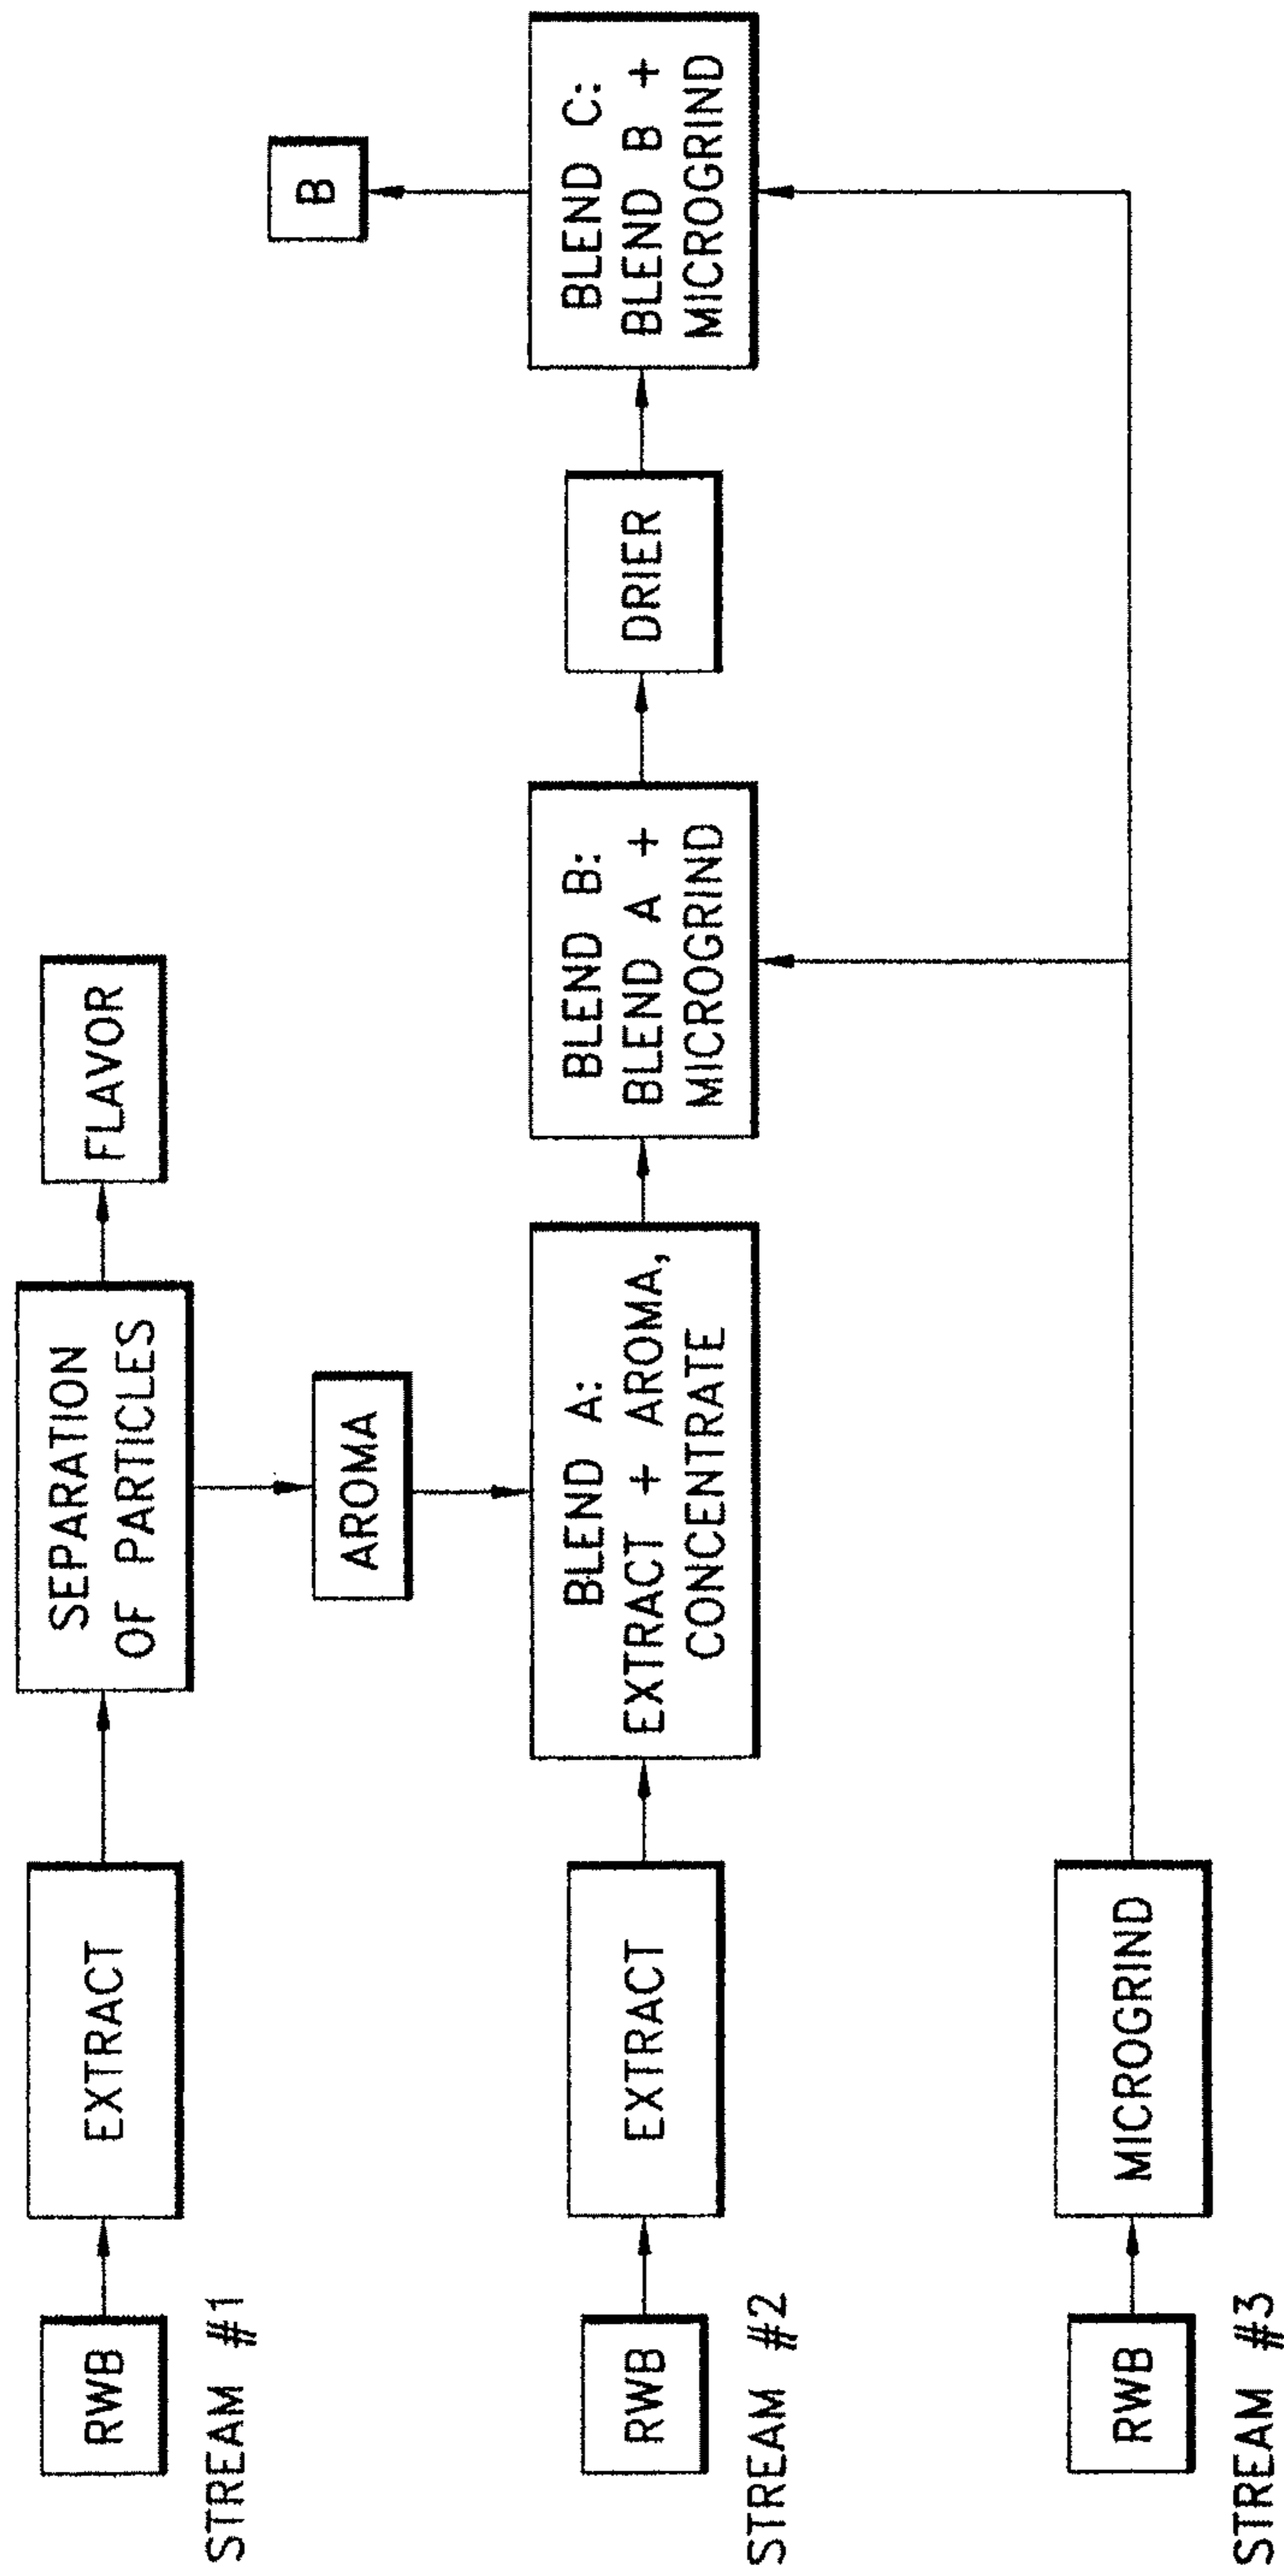 RWB
EXTRACT
SEPARATION
OF PARTICLES
FLAVOR
STREAM #1
AROMA
B
RWB
EXTRACT
BLEND A:
EXTRACT + AROMA,
CONCENTRATE
BLEND B:
BLEND A +
MICROGRIND
DRIER
BLEND C:
BLEND B +
MICROGRIND
STREAM #2
RWB
MICROGRIND
STREAM #3